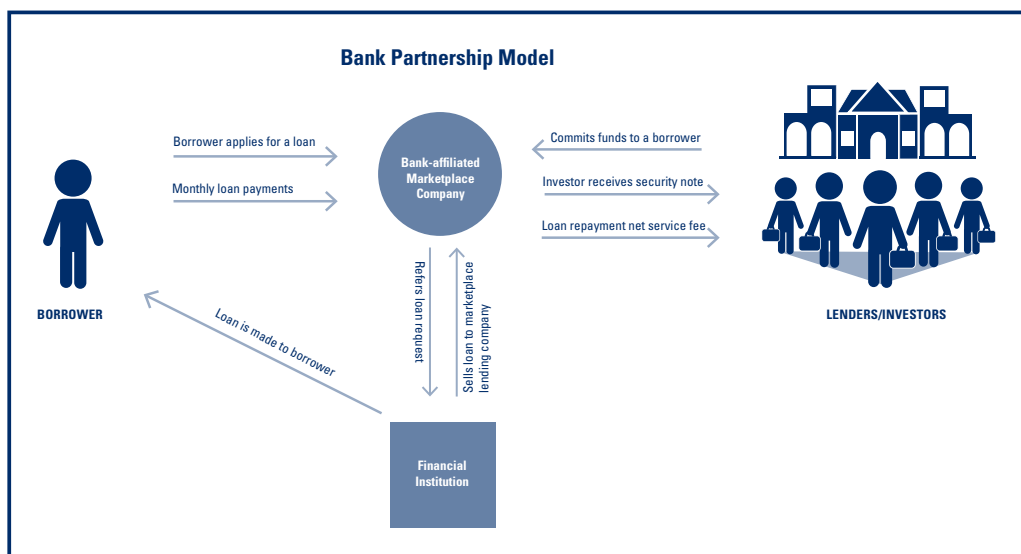 Bank Partnership Model
Borrower applies for a loan
Monthly loan payments
Bank-affiliated
Marketplace
Company
Commits funds to a borrower
Investor receives security note
Loan repayment net service fee
BORROWER
LENDERS/INVESTORS
Loan is made to borrower
Refers loan request
Sells loan to marketplace
lending company
Financial
Institution